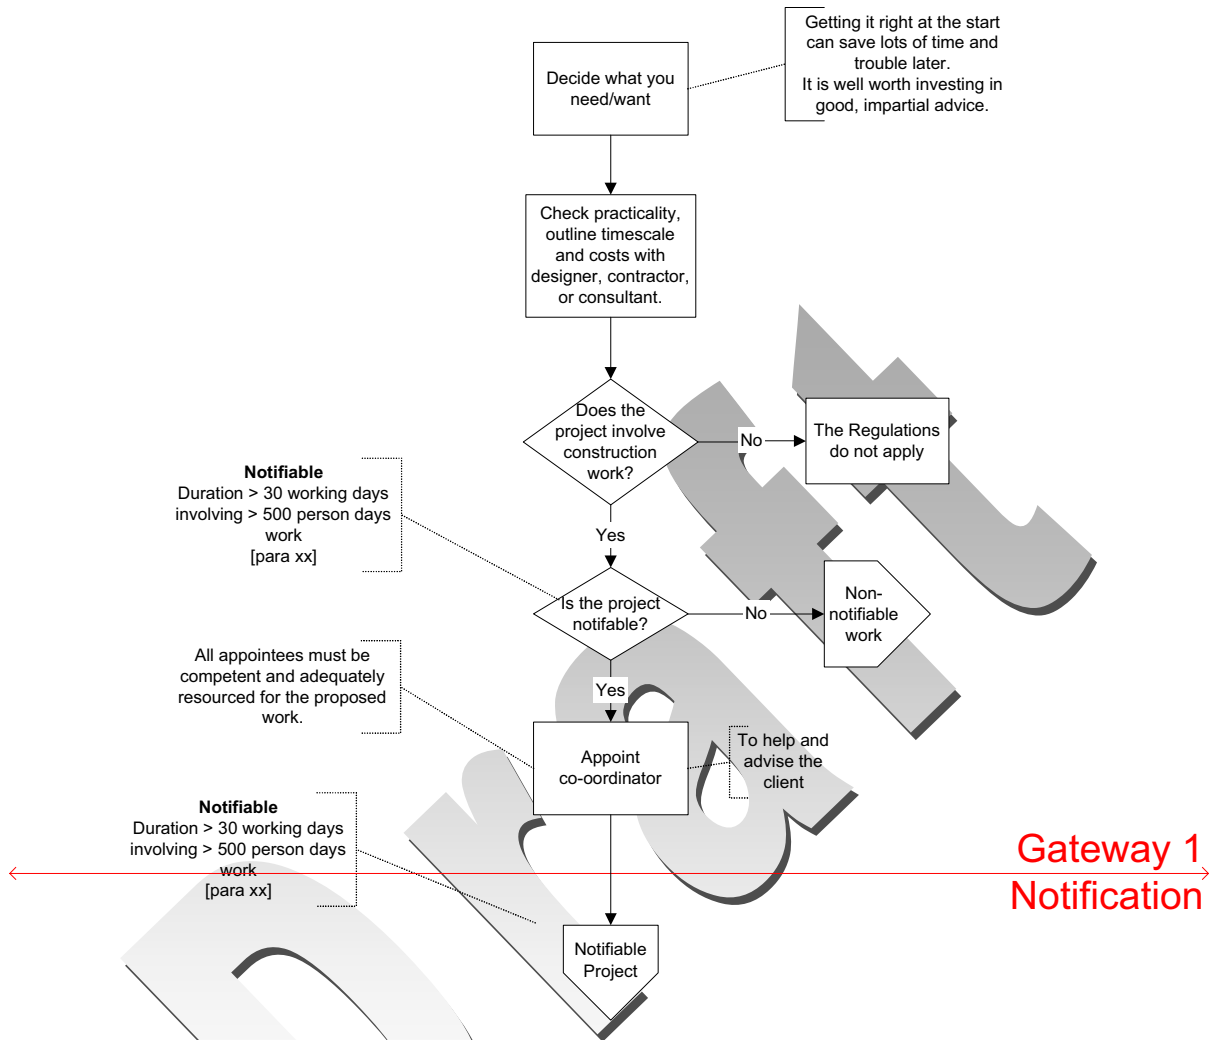 Getting it right at the start
can save lots of time and
trouble later.
It is well worth investing in
good, impartial advice.
Decide what you
need/want
Check practicality,
outline timescale
and costs with
designer, contractor,
or consultant.
Does the
project involve
construction
work?
No
The Regulations
do not apply
Notifiable
Duration > 30 working days
involving > 500 person days
work
[para xx]
Yes
Is the project
notifable?
No
Non-
notifiable
work
All appointees must be
competent and adequately
resourced for the proposed
work.
Yes
Appoint
co-oordinator
To help and
advise the
client
Notifiable
Duration > 30 working days
involving > 500 person days
work
[para xx]
Gateway 1
Notification
Notifiable
Project
Draft